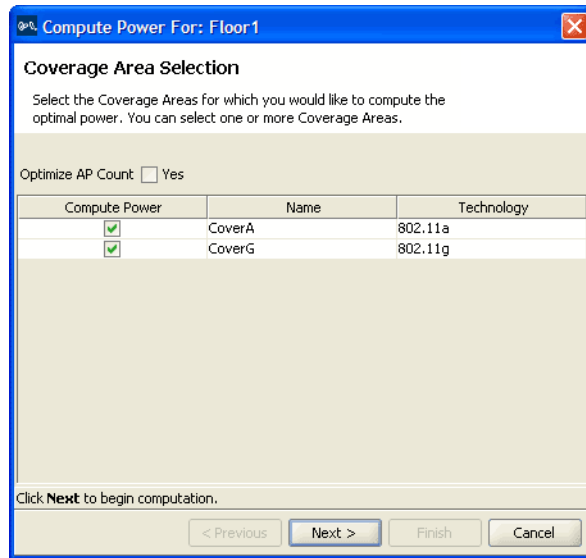 Compute Power For: Floor1
Coverage Area Selection
Select the Coverage Areas for which you would like to compute the
optimal power. You can select one or more Coverage Areas.
Optimize AP Count Yes
Compute Power Name Technology
CoverA 802.11a
CoverG 802.11g
Click Next to begin computation.
< Previous Next > Finish Cancel